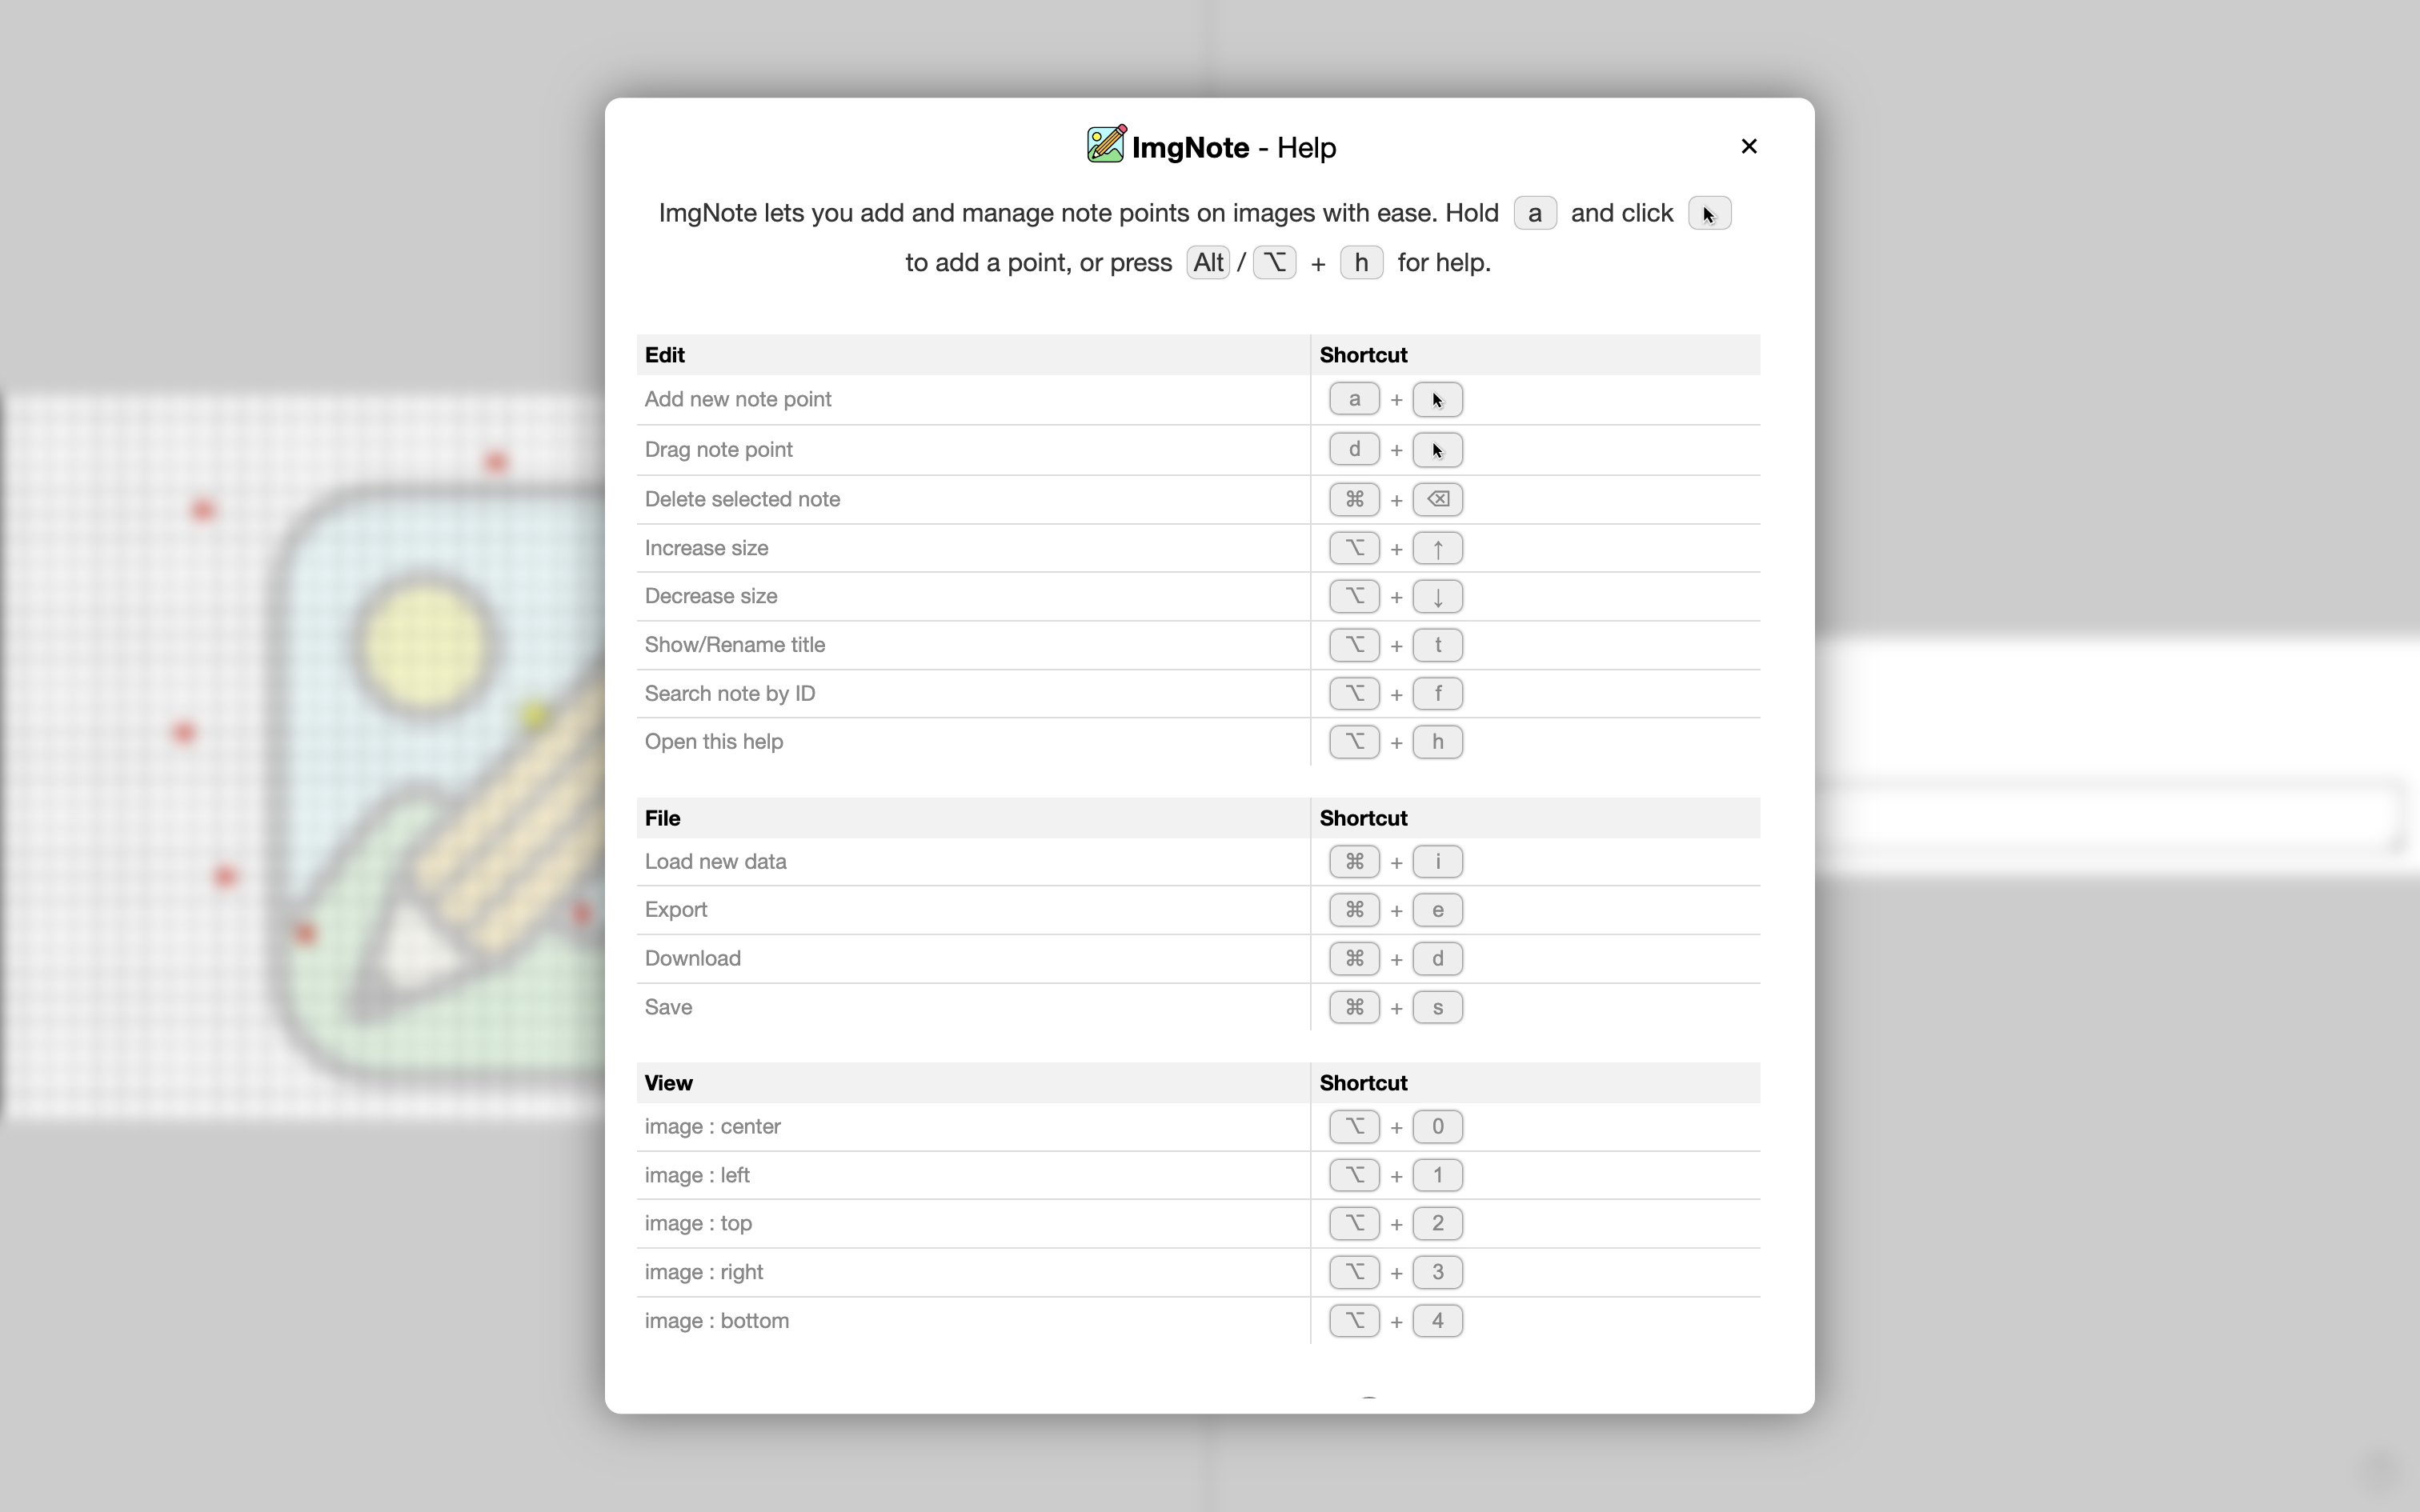 ImgNote - Help
ImgNote lets you add and manage note points on images with ease. Hold a and click
to add a point, or press Alt / ⌥ + h for help.
Edit Shortcut
Add new note point a +
Drag note point d +
Delete selected note ⌘ + ⌫
Increase size ⌥ + ↑
Decrease size ⌥ + ↓
Show/Rename title ⌥ + t
Search note by ID ⌥ + f
Open this help ⌥ + h
File Shortcut
Load new data ⌘ + i
Export ⌘ + e
Download ⌘ + d
Save ⌘ + s
View Shortcut
image : center ⌥ + 0
image : left ⌥ + 1
image : top ⌥ + 2
image : right ⌥ + 3
image : bottom ⌥ + 4